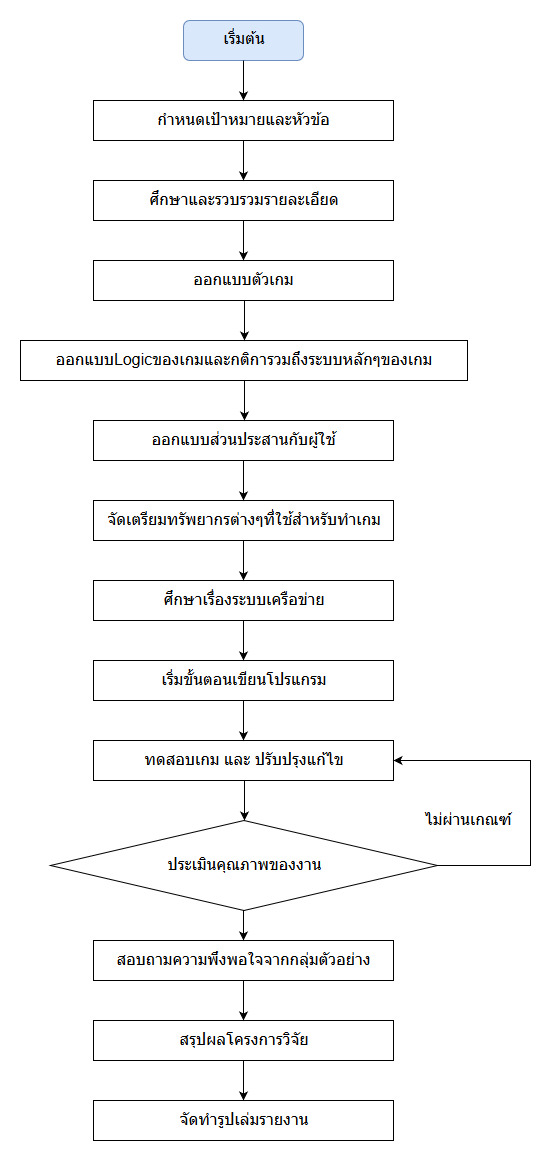 เริ่มต้น
กำหนดเป้าหมายและหัวข้อ
ศึกษาและรวบรวมรายละเอียด
ออกแบบตัวเกม
ออกแบบLogicของเกมและกติการวมถึงระบบหลักๆของเกม
ออกแบบส่วนประสานกับผู้ใช้
จัดเตรียมทรัพยากรต่างๆที่ใช้สำหรับทำเกม
ศึกษาเรื่องระบบเครือข่าย
เริ่มขั้นตอนเขียนโปรแกรม
ทดสอบเกม และ ปรับปรุงแก้ไข
ไม่ผ่านเกณฑ์
ประเมินคุณภาพของงาน
สอบถามความพึงพอใจจากกลุ่มตัวอย่าง
สรุปผลโครงการวิจัย
จัดทำรูปเล่มรายงาน